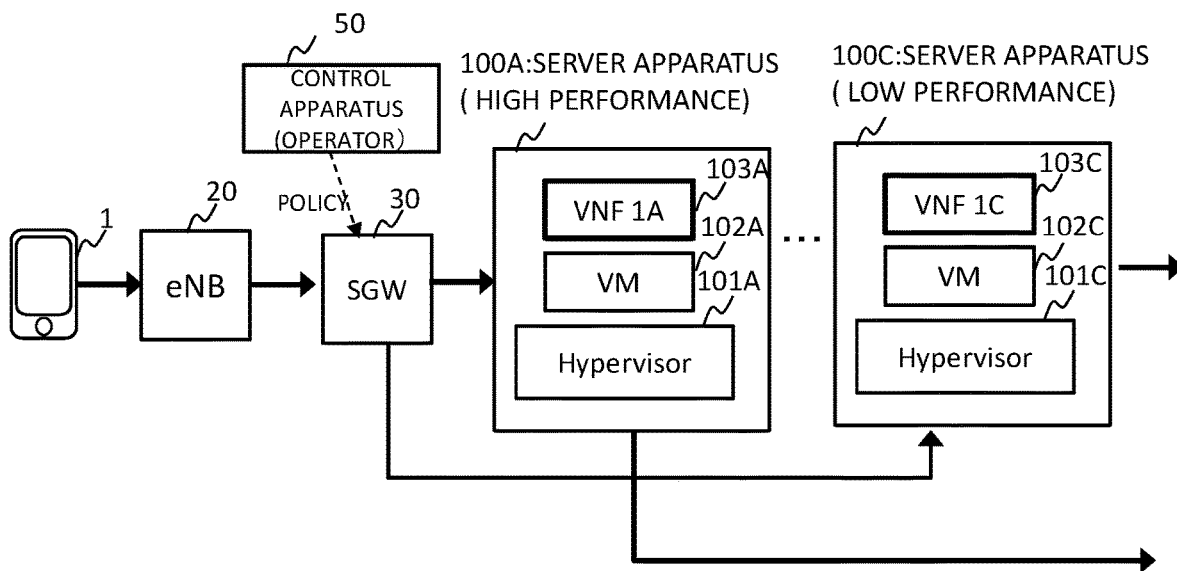 50
CONTROL
APPARATUS
(OPERATOR)
100A:SERVER APPARATUS
( HIGH PERFORMANCE)
100C:SERVER APPARATUS
( LOW PERFORMANCE)
1
20
eNB
POLICY
30
SGW
103A
VNF 1A
102A
VM
101A
Hypervisor
...
103C
VNF 1C
102C
VM
101C
Hypervisor